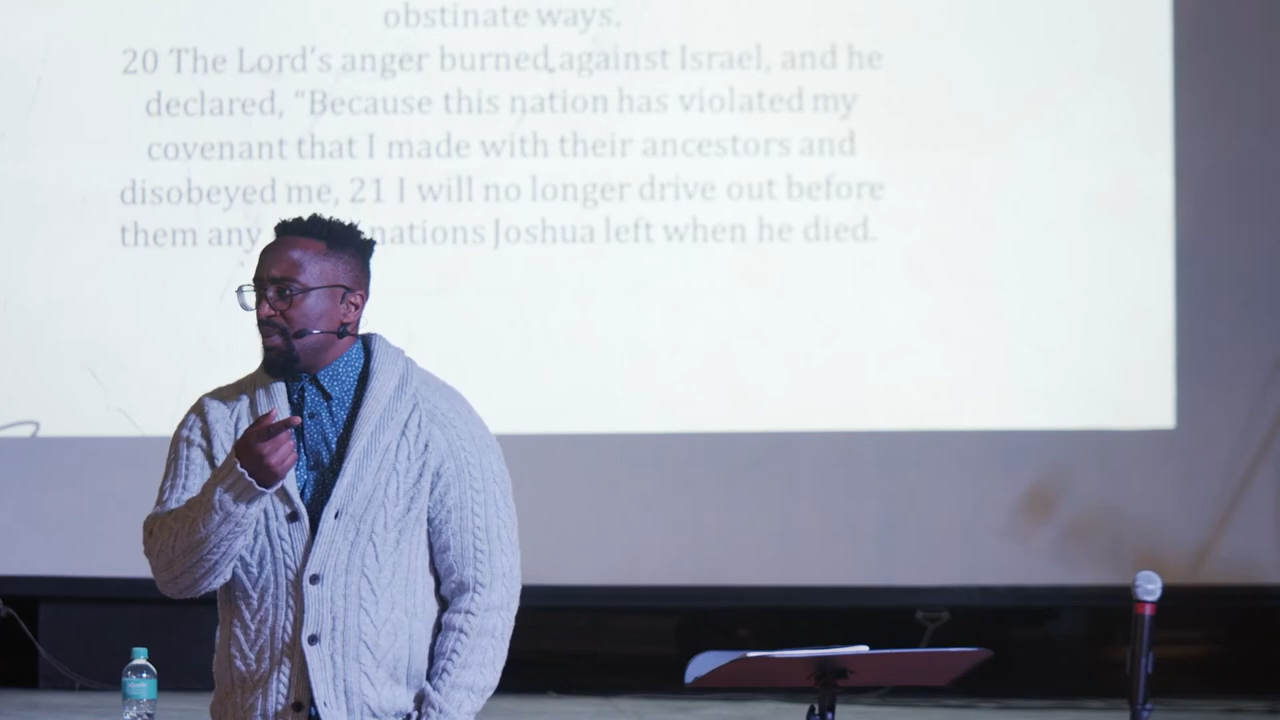 obstinate ways.
20 The Lord's anger burned against Israel, and he
declared, “Because this nation has violated my
covenant that I made with their ancestors and
disobeyed me, 21 I will no longer drive out before
them any nations Joshua left when he died.